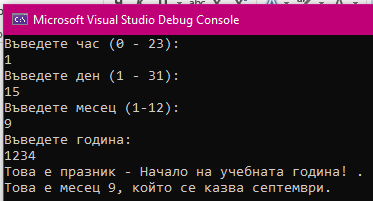 Microsoft Visual Studio Debug Console
Въведете час (0 - 23):
1
Въведете ден (1 - 31):
15
Въведете месец (1-12):
9
Въведете година:
1234
Това е празник - Начало на учебната година! .
Това е месец 9, който се казва септември.